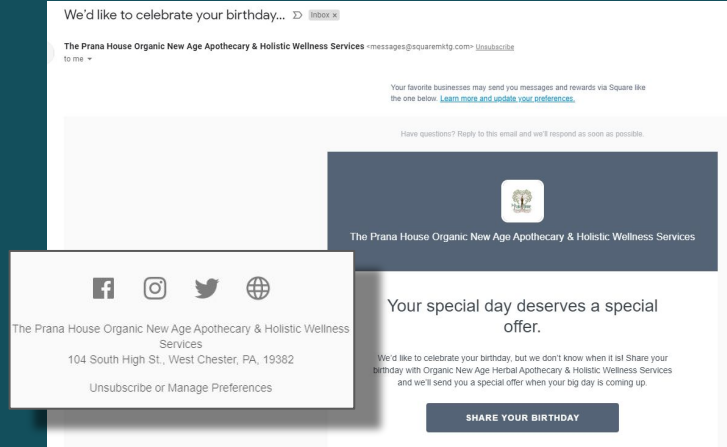 We'd like to celebrate your birthday...
Inbox x
The Prana House Organic New Age Apothecary & Holistic Wellness Services <messages@squaremktg.com> Unsubscribe
to me
Your favorite businesses may send you messages and rewards via Square like
the one below. Learn more and update your preferences.
Have questions? Reply to this email and we'll respond as soon as possible.
The Prana House Organic New Age Apothecary & Holistic Wellness Services
Your special day deserves a special
offer.
We'd like to celebrate your birthday, but we don't know when it is! Share your
birthday with Organic New Age Herbal Apothecary & Holistic Wellness Services
and we'll send you a special offer when your big day is coming up.
SHARE YOUR BIRTHDAY
The Prana House Organic New Age Apothecary & Holistic Wellness
Services
104 South High St., West Chester, PA, 19382
Unsubscribe or Manage Preferences